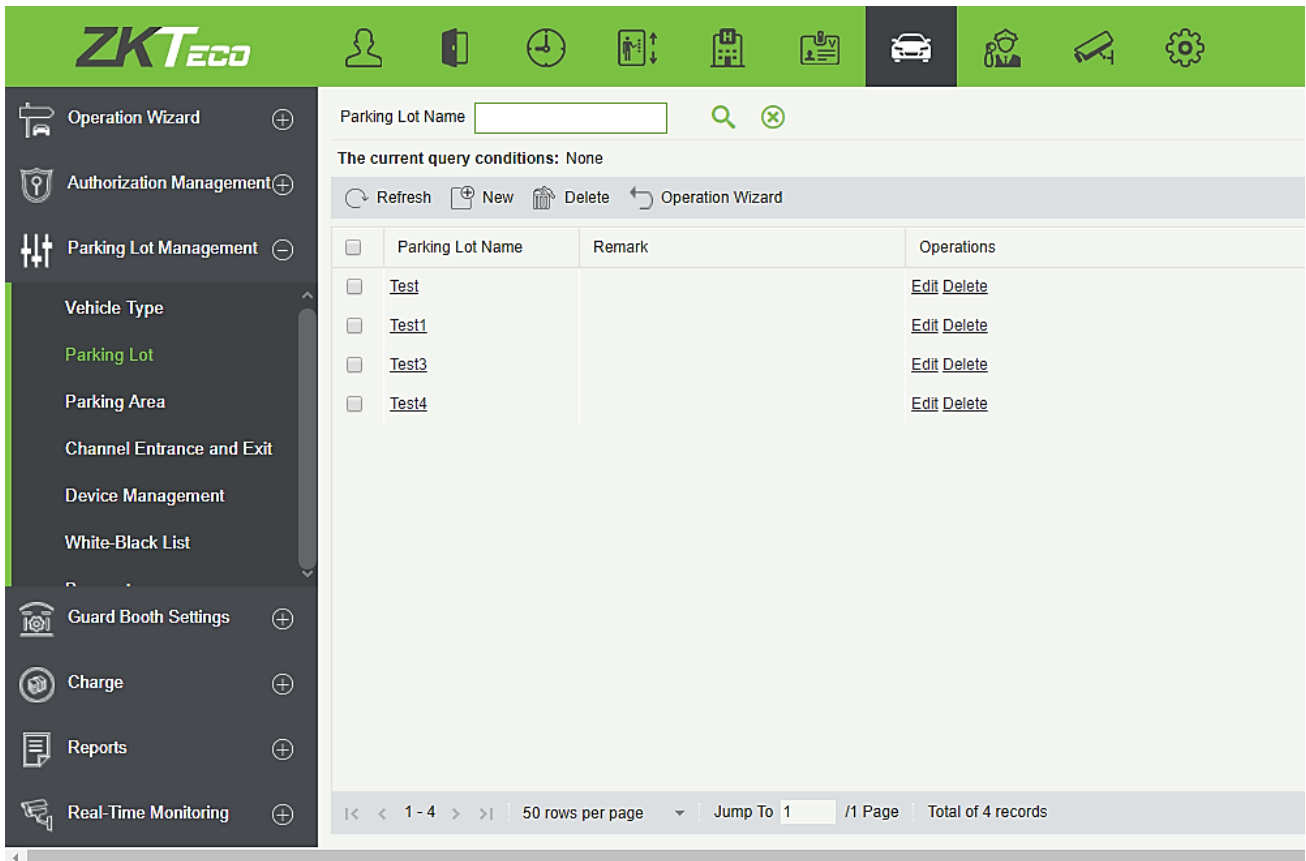 ZKTECO
Operation Wizard
Authorization Management
Parking Lot Management
Vehicle Type
Parking Lot
Parking Area
Channel Entrance and Exit
Device Management
White-Black List
Guard Booth Settings
Charge
Reports
Real-Time Monitoring
Parking Lot Name
The current query conditions: None
Refresh New Delete Operation Wizard
Parking Lot Name Remark Operations
Test Edit Delete
Test1 Edit Delete
Test3 Edit Delete
Test4 Edit Delete
|< < 1 - 4 > >| 50 rows per page Jump To 1 /1 Page Total of 4 records